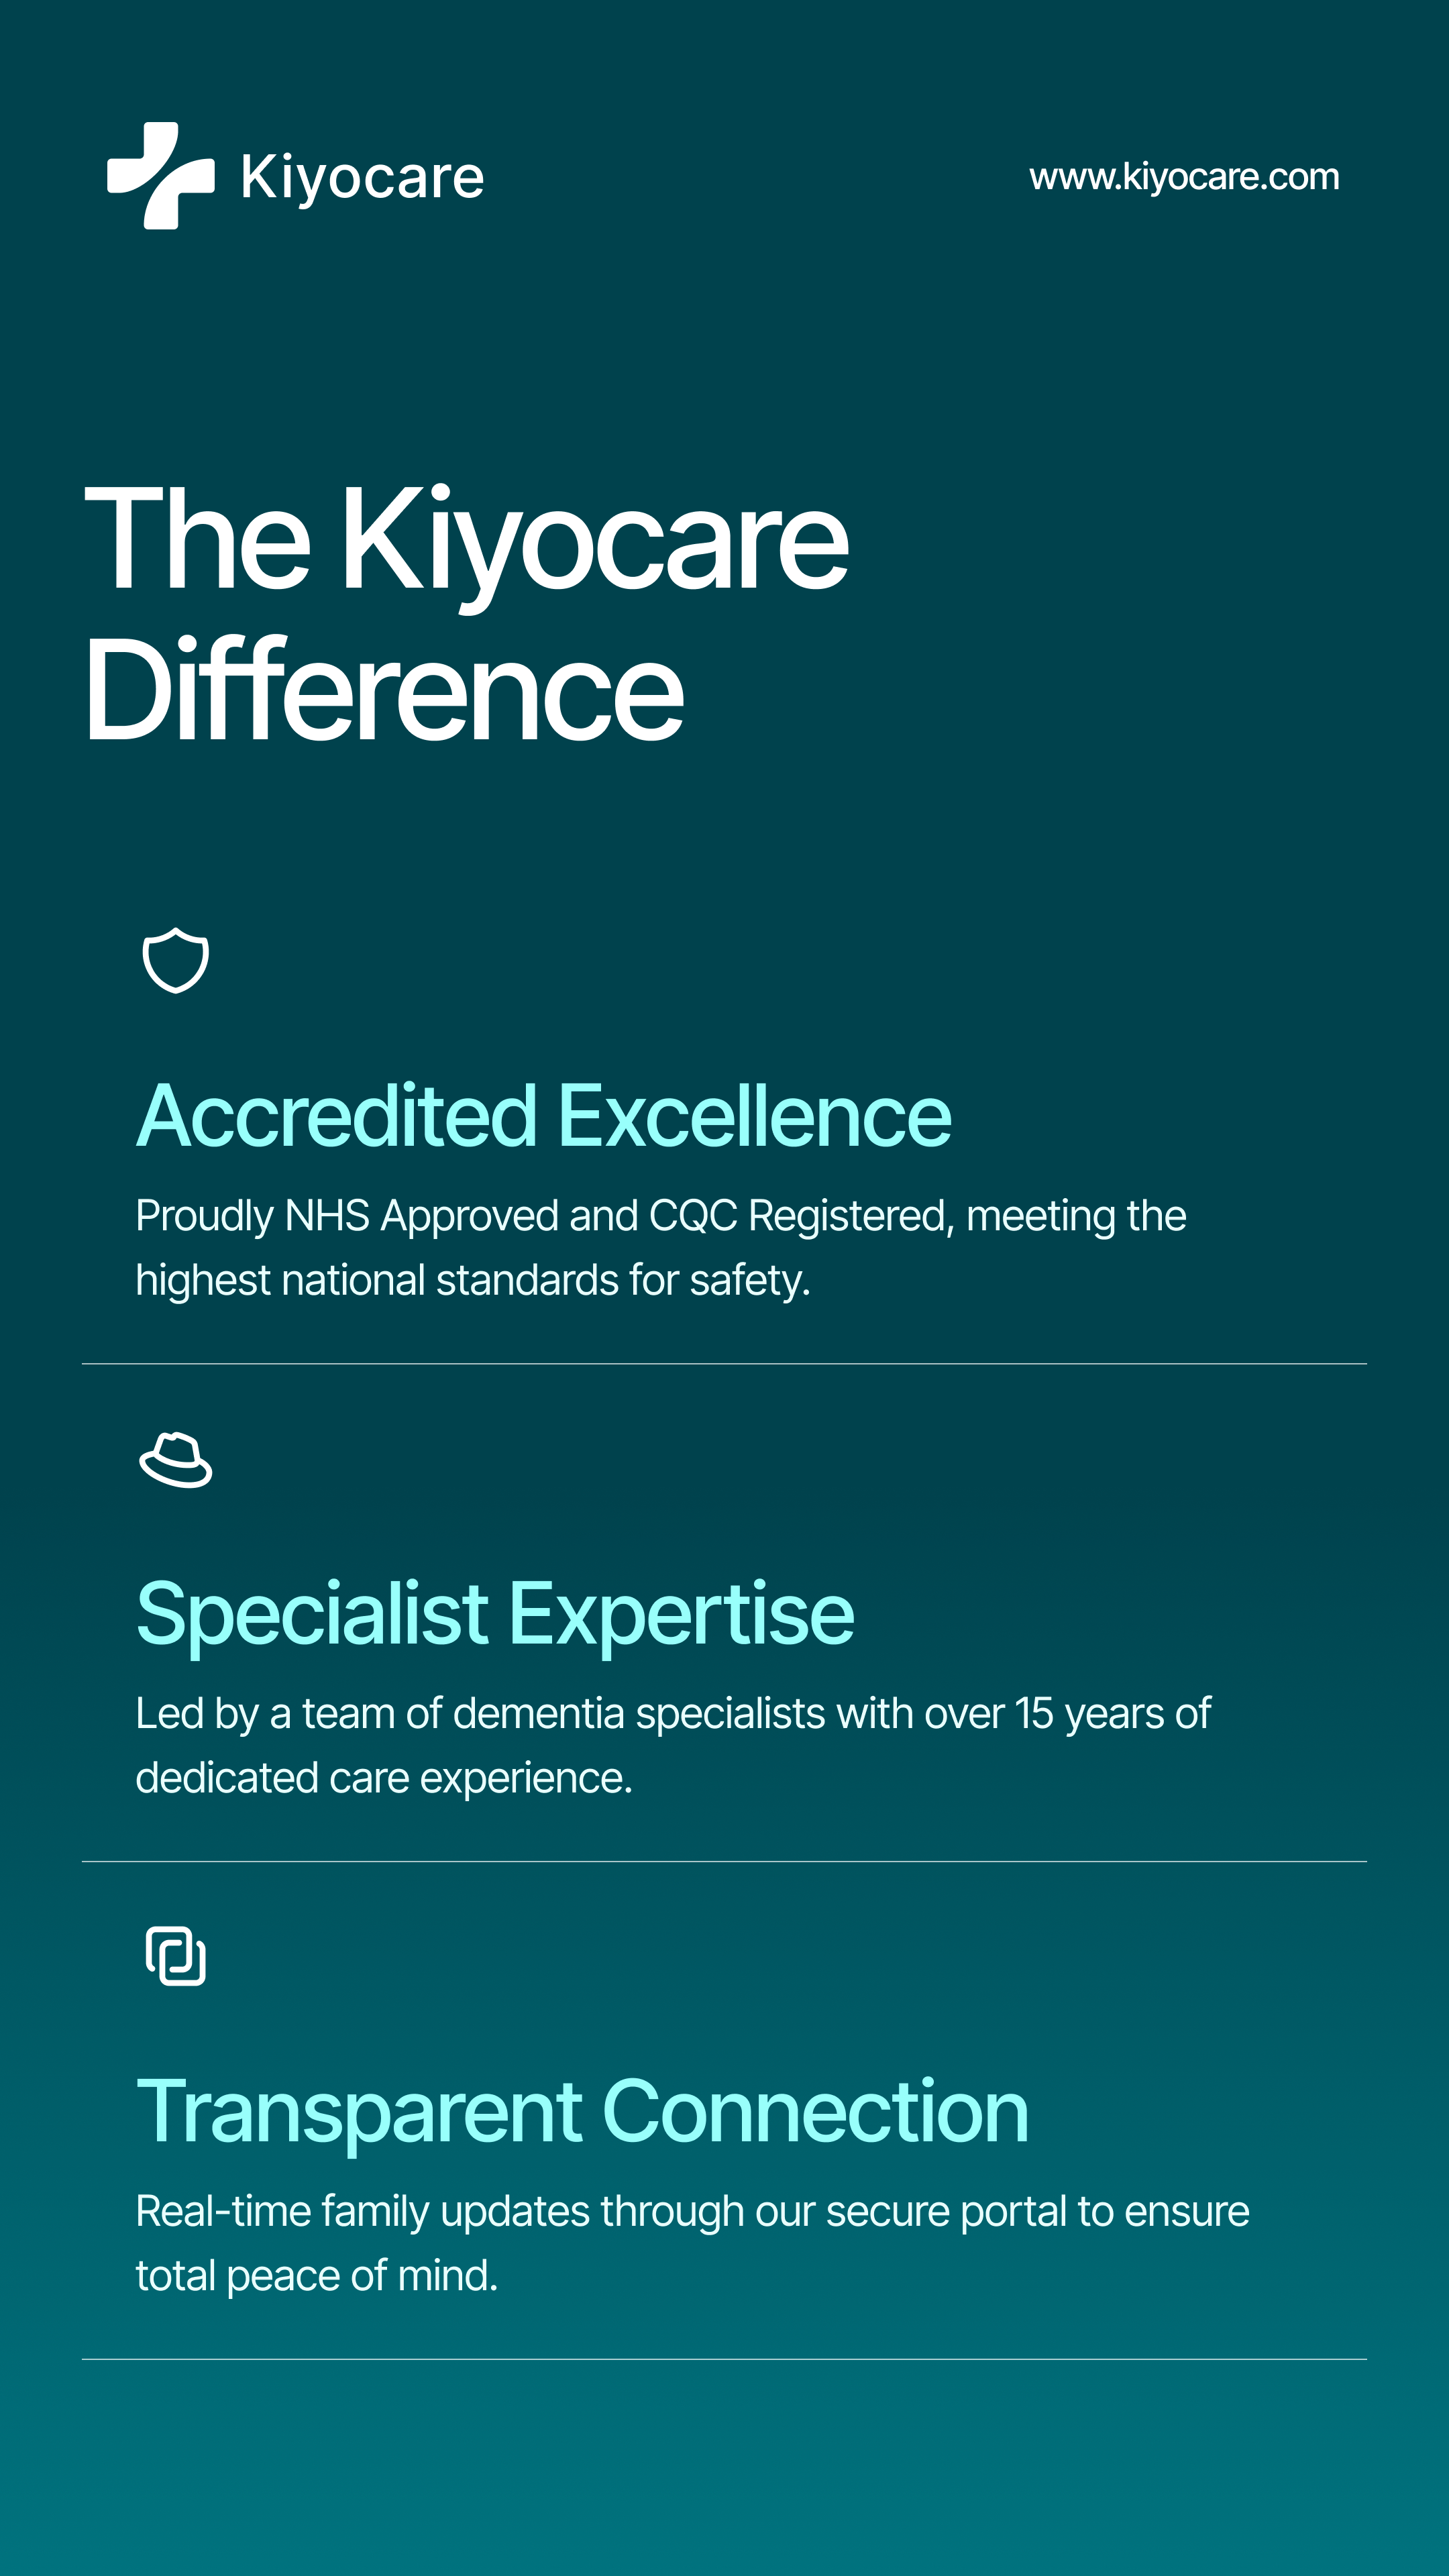 Kiyocare
www.kiyocare.com
The Kiyocare
Difference
Accredited Excellence
Proudly NHS Approved and CQC Registered, meeting the
highest national standards for safety.
Specialist Expertise
Led by a team of dementia specialists with over 15 years of
dedicated care experience.
Transparent Connection
Real-time family updates through our secure portal to ensure
total peace of mind.